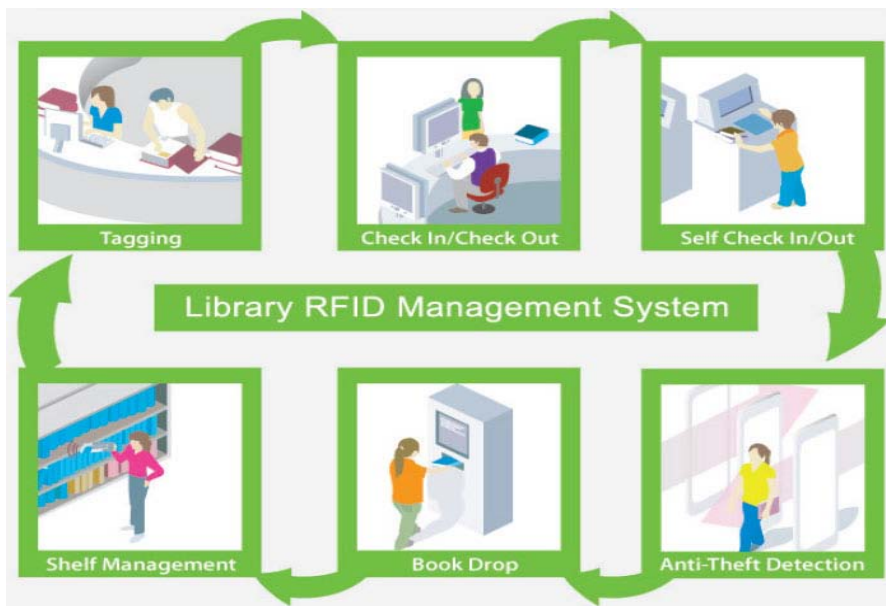 Tagging
Check In/Check Out
Self Check In/Out
Library RFID Management System
Shelf Management
Book Drop
Anti-Theft Detection